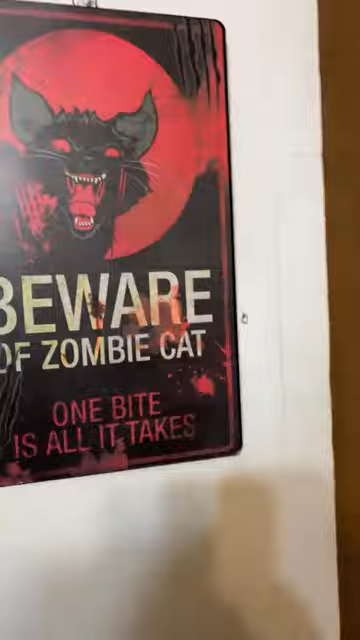 BEWARE
OF ZOMBIE CAT
ONE BITE
IS ALL IT TAKES